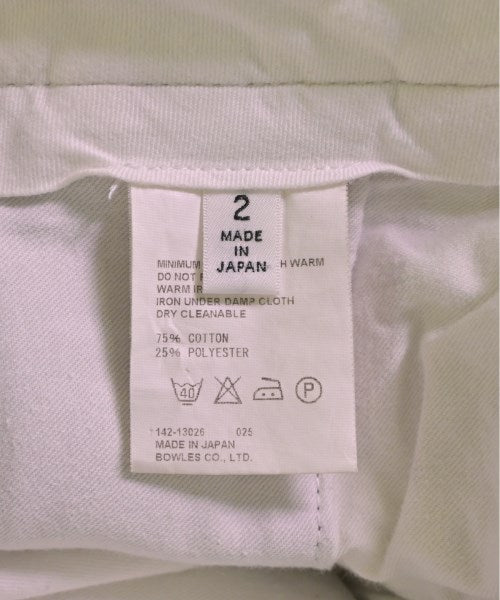 2
MADE
IN
JAPAN
MINIMUM H WARM
DO NOT
WARM IR
IRON UNDER DAMP CLOTH
DRY CLEANABLE
75% COTTON
25% POLYESTER
40 P
142-13026 025
MADE IN JAPAN
BOWLES CO., LTD.